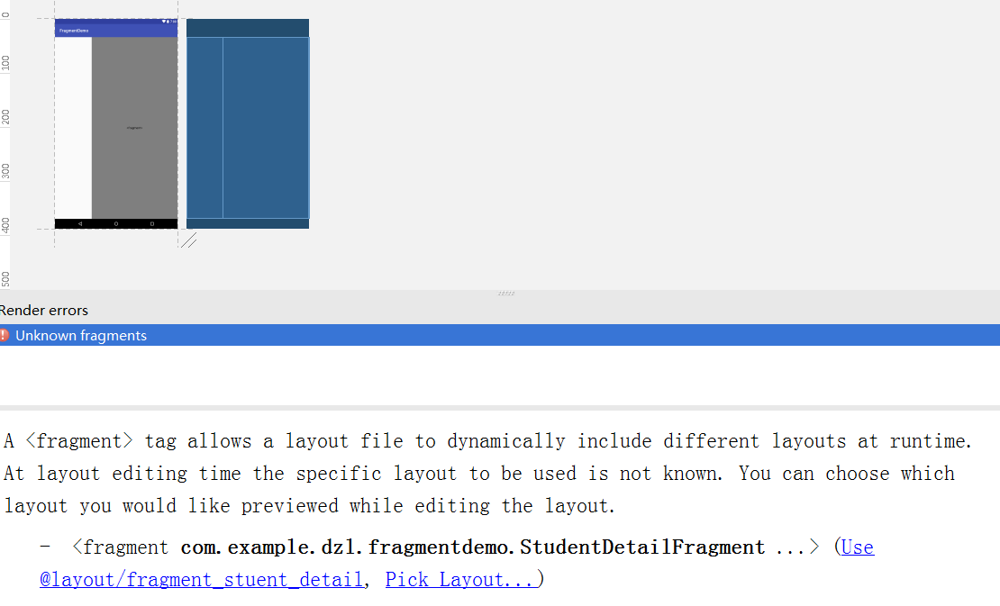 0
FragmentDemo
100
200
300
400
500
Render errors
Unknown fragments
A <fragment> tag allows a layout file to dynamically include different layouts at runtime.
At layout editing time the specific layout to be used is not known. You can choose which
layout you would like previewed while editing the layout.
- <fragment com.example.dzl.fragmentdemo.StudentDetailFragment ...> (Use
@layout/fragment_stuent_detail, Pick Layout...)